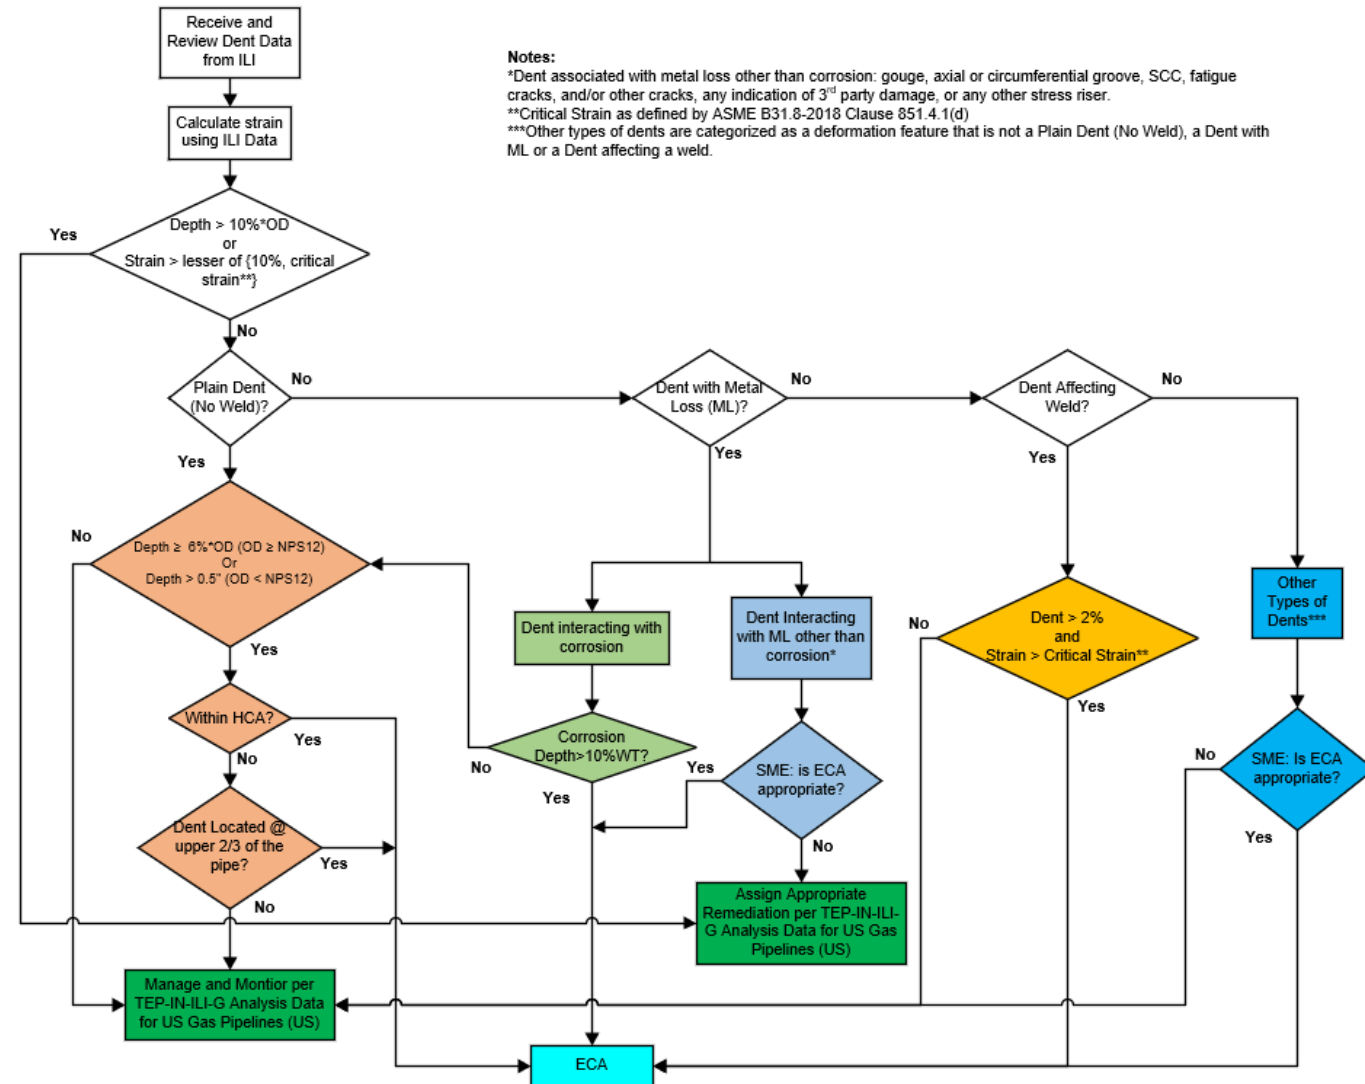 Receive and
Review Dent Data
from ILI
Notes:
*Dent associated with metal loss other than corrosion: gouge, axial or circumferential groove, SCC, fatigue
cracks, and/or other cracks, any indication of 3rd party damage, or any other stress riser.
**Critical Strain as defined by ASME B31.8-2018 Clause 851.4.1(d)
***Other types of dents are categorized as a deformation feature that is not a Plain Dent (No Weld), a Dent with
ML or a Dent affecting a weld.
Calculate strain
using ILI Data
Depth > 10%*OD
or
Strain > lesser of {10%, critical
strain**}
Yes
No
Plain Dent
(No Weld)?
No
Yes
Dent with Metal
Loss (ML)?
No
Yes
Dent Affecting
Weld?
No
Yes
Depth ≥ 6%*OD (OD ≥ NPS12)
Or
Depth > 0.5" (OD < NPS12)
No
Yes
Dent interacting with
corrosion
Dent Interacting
with ML other than
corrosion*
Dent > 2%
and
Strain > Critical Strain**
No
Yes
Other
Types of
Dents***
Within HCA?
Yes
No
Corrosion
Depth>10%WT?
No
Yes
SME: is ECA
appropriate?
Yes
No
SME: Is ECA
appropriate?
No
Yes
Dent Located @
upper 2/3 of the
pipe?
Yes
No
Assign Appropriate
Remediation per TEP-IN-ILI-
G Analysis Data for US Gas
Pipelines (US)
Manage and Montior per
TEP-IN-ILI-G Analysis Data
for US Gas Pipelines (US)
ECA